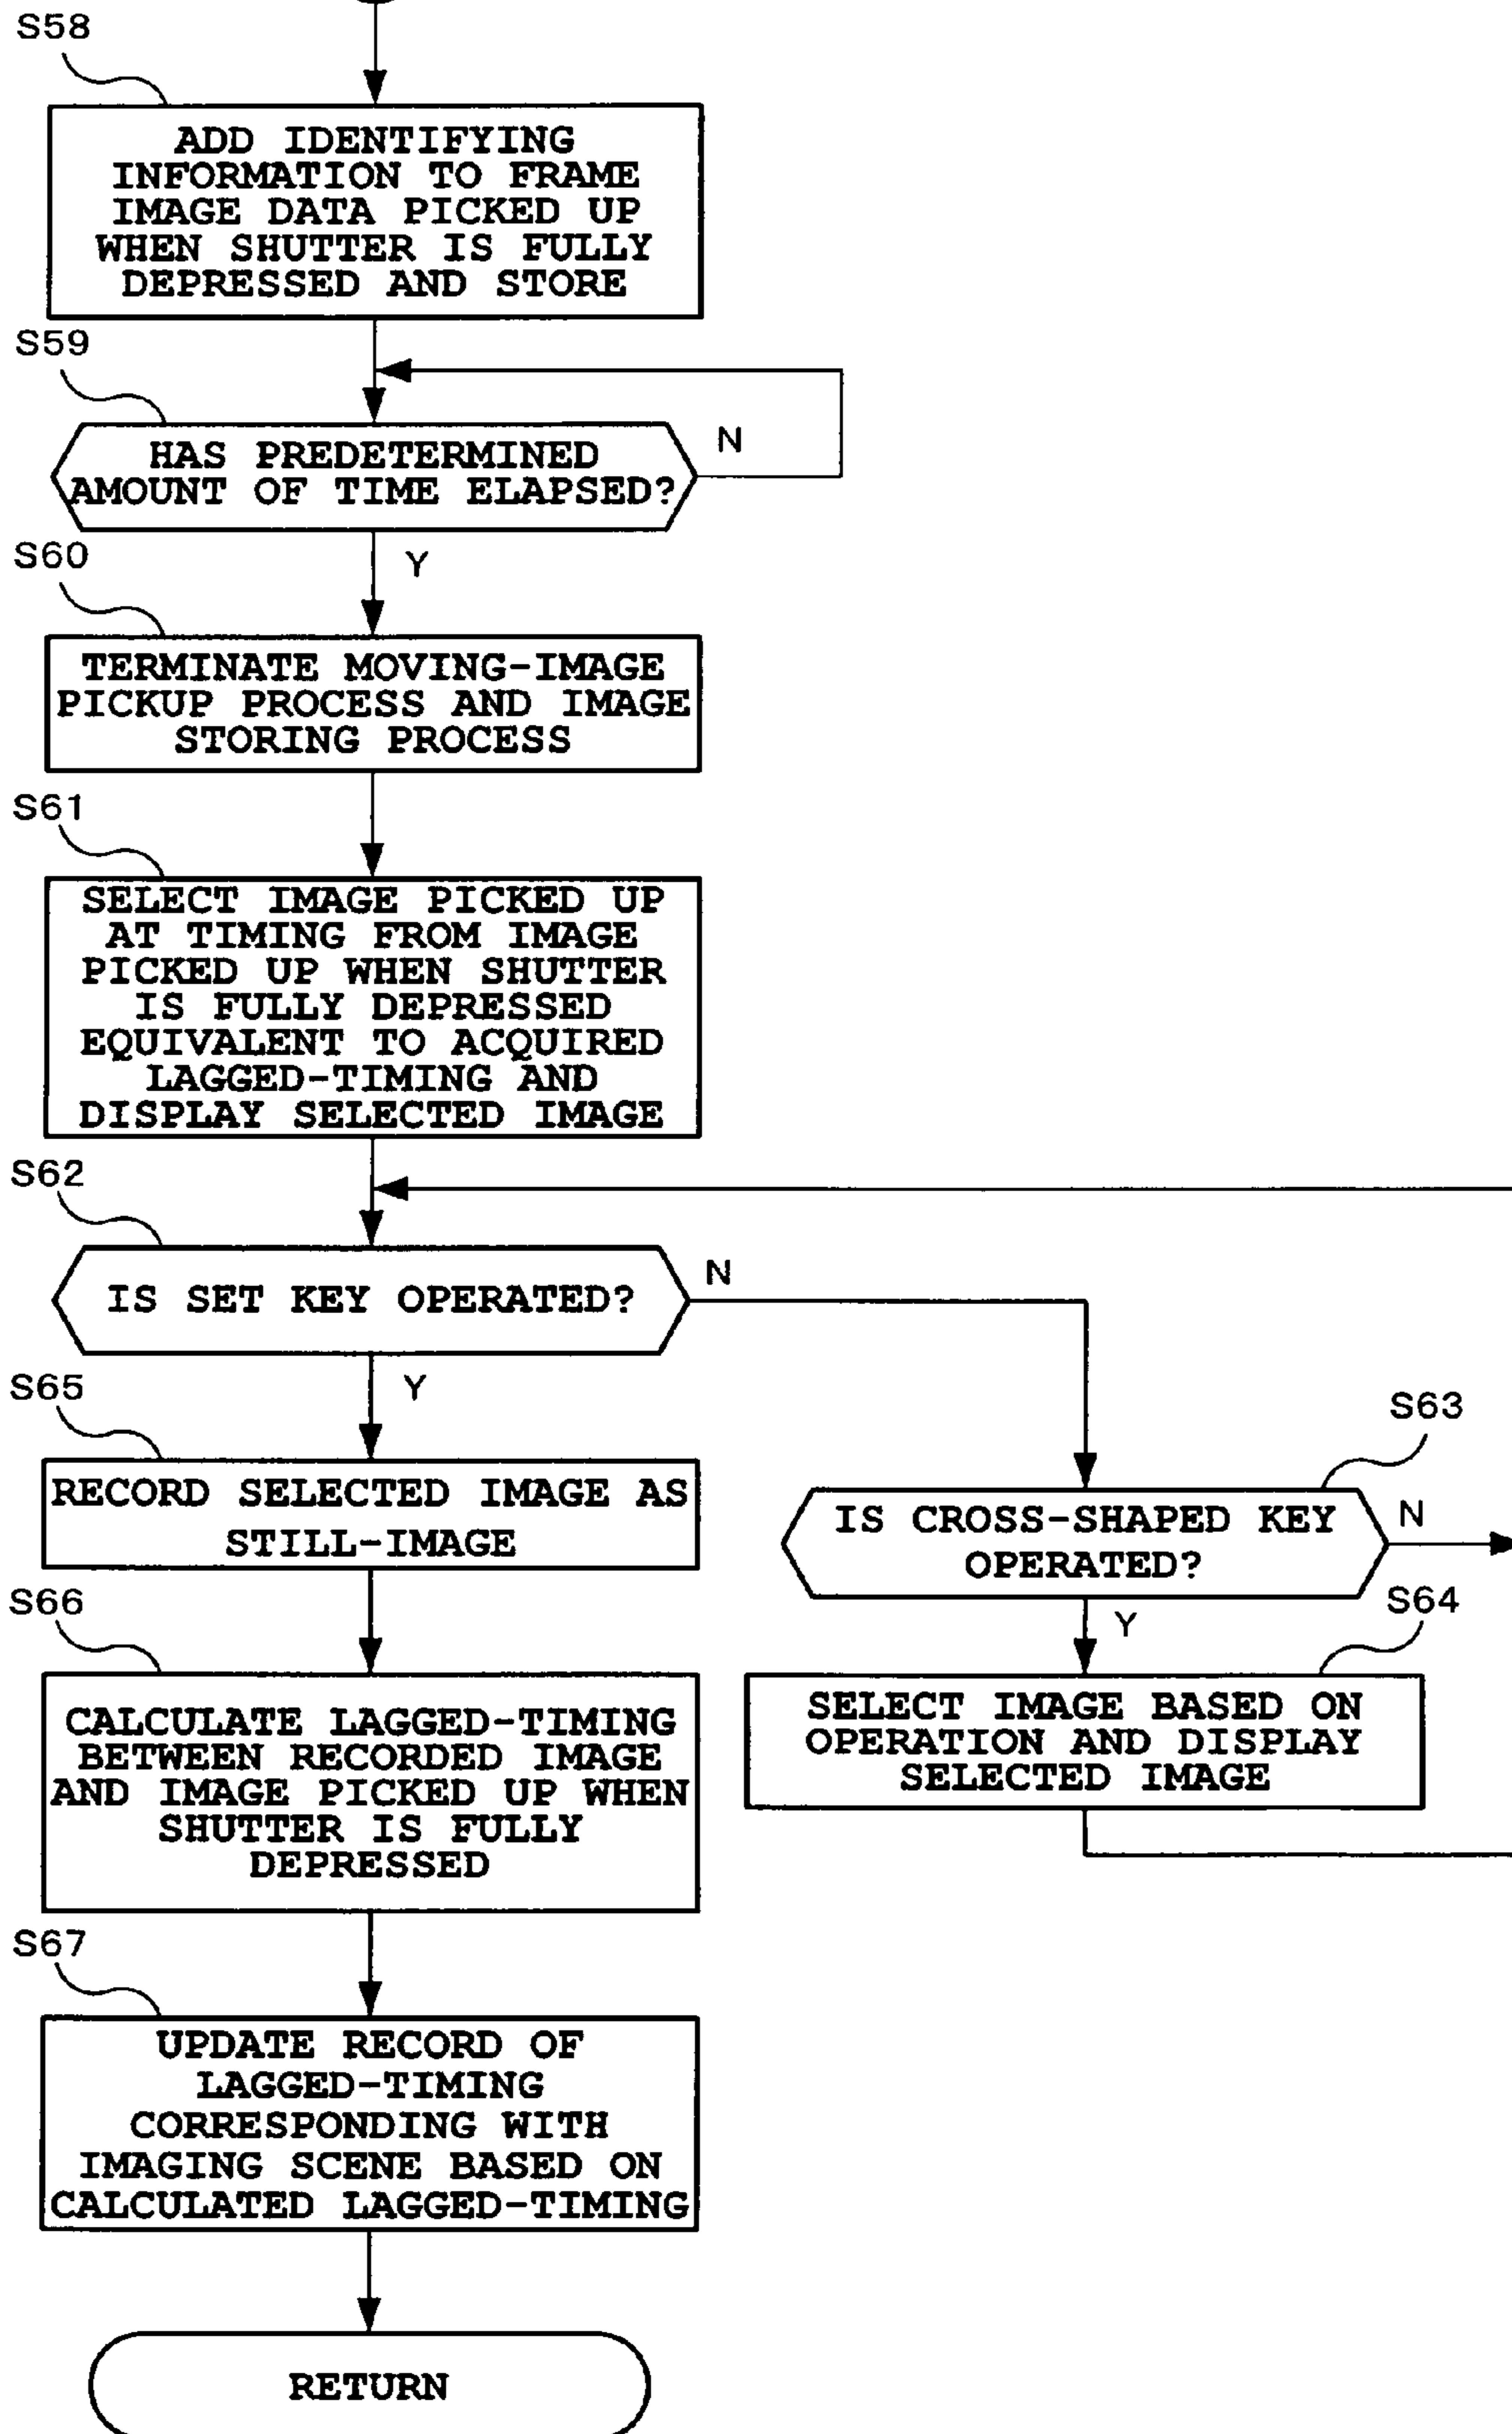 S58
ADD IDENTIFYING
INFORMATION TO FRAME
IMAGE DATA PICKED UP
WHEN SHUTTER IS FULLY
DEPRESSED AND STORE
S59
HAS PREDETERMINED
AMOUNT OF TIME ELAPSED?
N
Y
S60
TERMINATE MOVING-IMAGE
PICKUP PROCESS AND IMAGE
STORING PROCESS
S61
SELECT IMAGE PICKED UP
AT TIMING FROM IMAGE
PICKED UP WHEN SHUTTER
IS FULLY DEPRESSED
EQUIVALENT TO ACQUIRED
LAGGED-TIMING AND
DISPLAY SELECTED IMAGE
S62
IS SET KEY OPERATED?
N
Y
S63
IS CROSS-SHAPED KEY
OPERATED?
N
Y
S64
SELECT IMAGE BASED ON
OPERATION AND DISPLAY
SELECTED IMAGE
S65
RECORD SELECTED IMAGE AS
STILL-IMAGE
S66
CALCULATE LAGGED-TIMING
BETWEEN RECORDED IMAGE
AND IMAGE PICKED UP WHEN
SHUTTER IS FULLY
DEPRESSED
S67
UPDATE RECORD OF
LAGGED-TIMING
CORRESPONDING WITH
IMAGING SCENE BASED ON
CALCULATED LAGGED-TIMING
RETURN